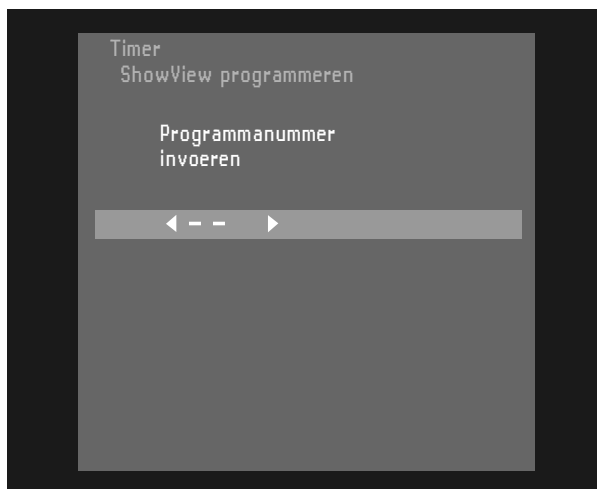 Timer
ShowView programmeren
Programmanummer
invoeren
◀ – – ▶